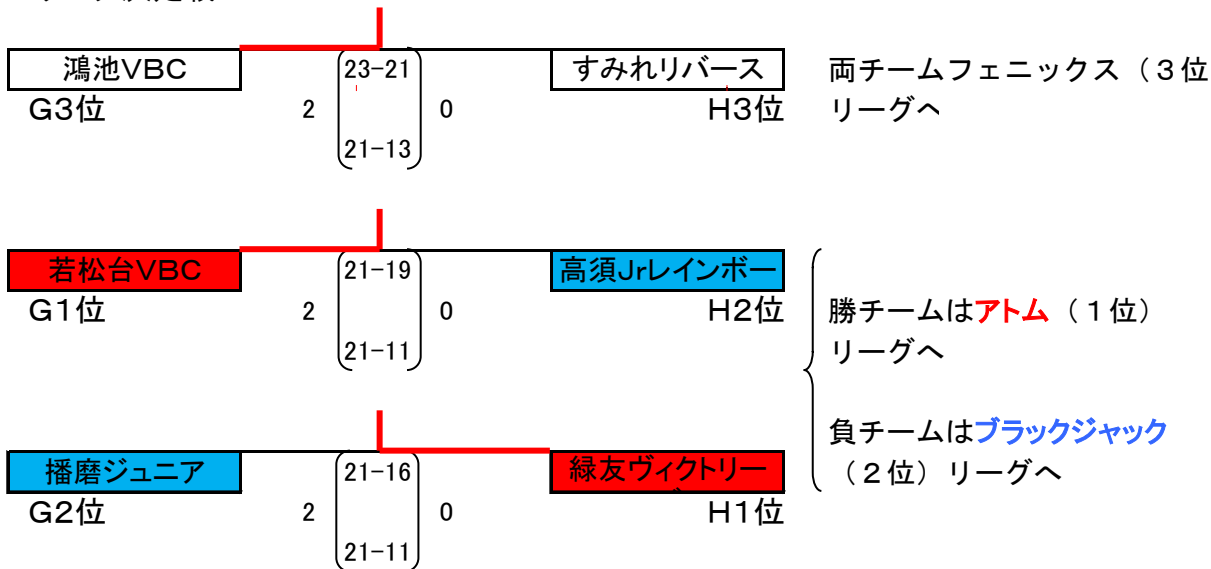 鴻池VBC
23-21
すみれリバース
両チームフェニックス（3位
G3位
2
0
H3位
リーグへ
21-13
若松台VBC
21-19
高須Jrレインボー
G1位
2
0
H2位
21-11
勝チームはアトム（1位）
リーグへ
播磨ジュニア
21-16
緑友ヴィクトリー
G2位
2
0
H1位
21-11
負チームはブラックジャック
（2位）リーグへ